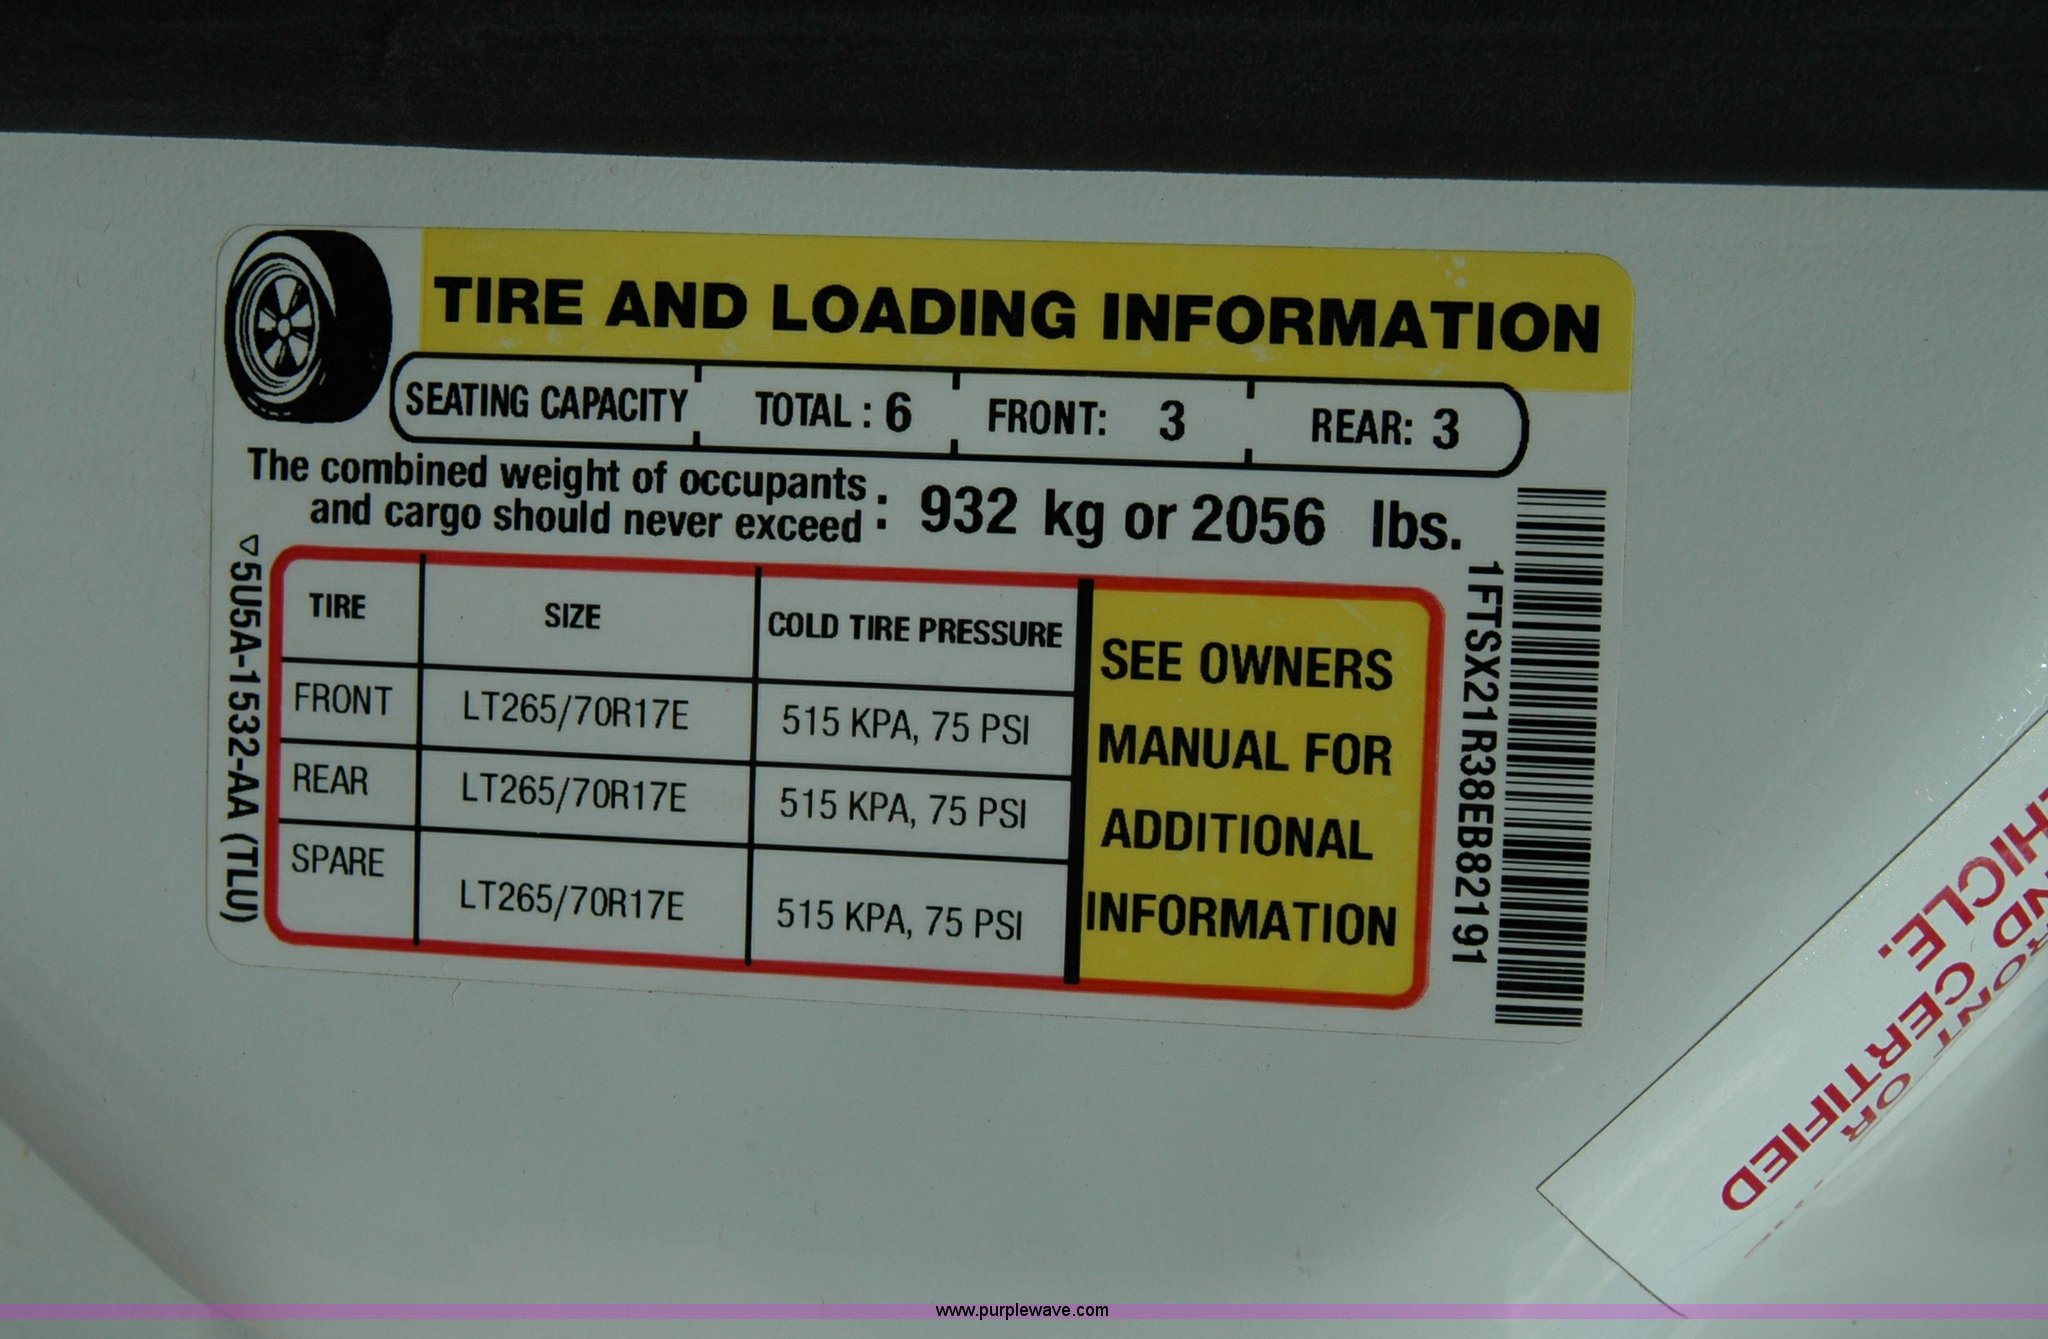 TIRE AND LOADING INFORMATION
SEATING CAPACITY TOTAL : 6 FRONT: 3 REAR: 3
The combined weight of occupants
and cargo should never exceed : 932 kg or 2056 lbs.
TIRE SIZE COLD TIRE PRESSURE
FRONT LT265/70R17E 515 KPA, 75 PSI
REAR LT265/70R17E 515 KPA, 75 PSI
SPARE LT265/70R17E 515 KPA, 75 PSI
SEE OWNERS
MANUAL FOR
ADDITIONAL
INFORMATION
5U5A-1532-AA (TLU)
1FTSX21R38EB82191
OR
CERTIFIED
HICLE.
www.purplewave.com